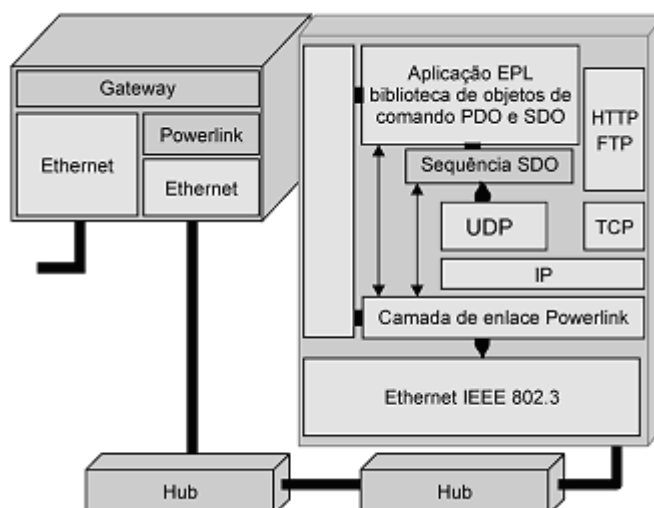 Gateway
Ethernet
Powerlink
Ethernet
Aplicação EPL
biblioteca de objetos de
comando PDO e SDO
HTTP
FTP
Sequência SDO
UDP
TCP
IP
Camada de enlace Powerlink
Ethernet IEEE 802.3
Hub
Hub